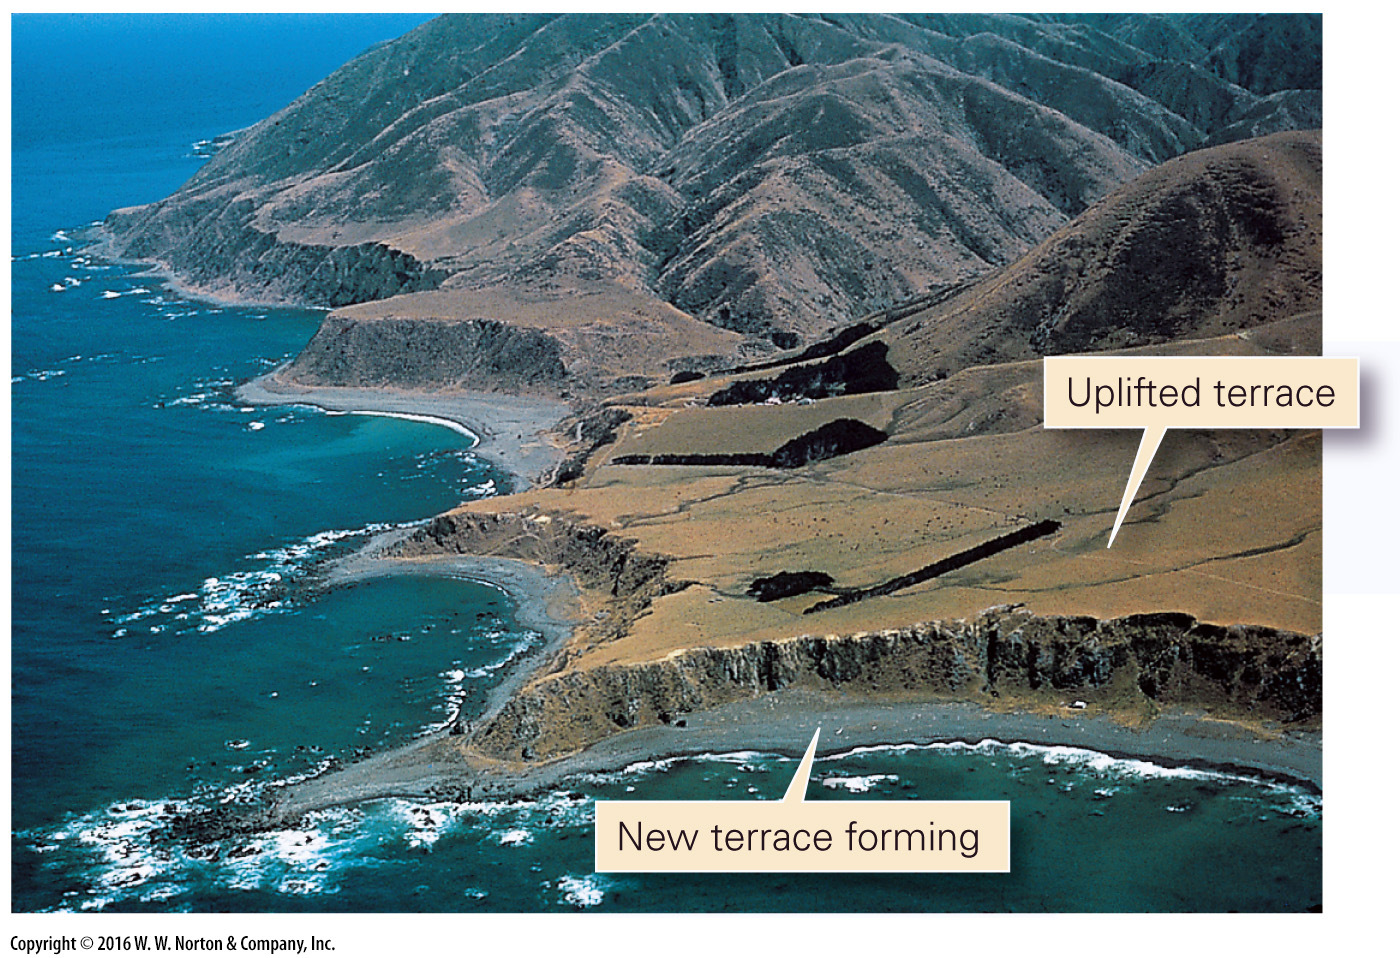 Uplifted terrace
New terrace forming
Copyright © 2016 W. W. Norton & Company, Inc.